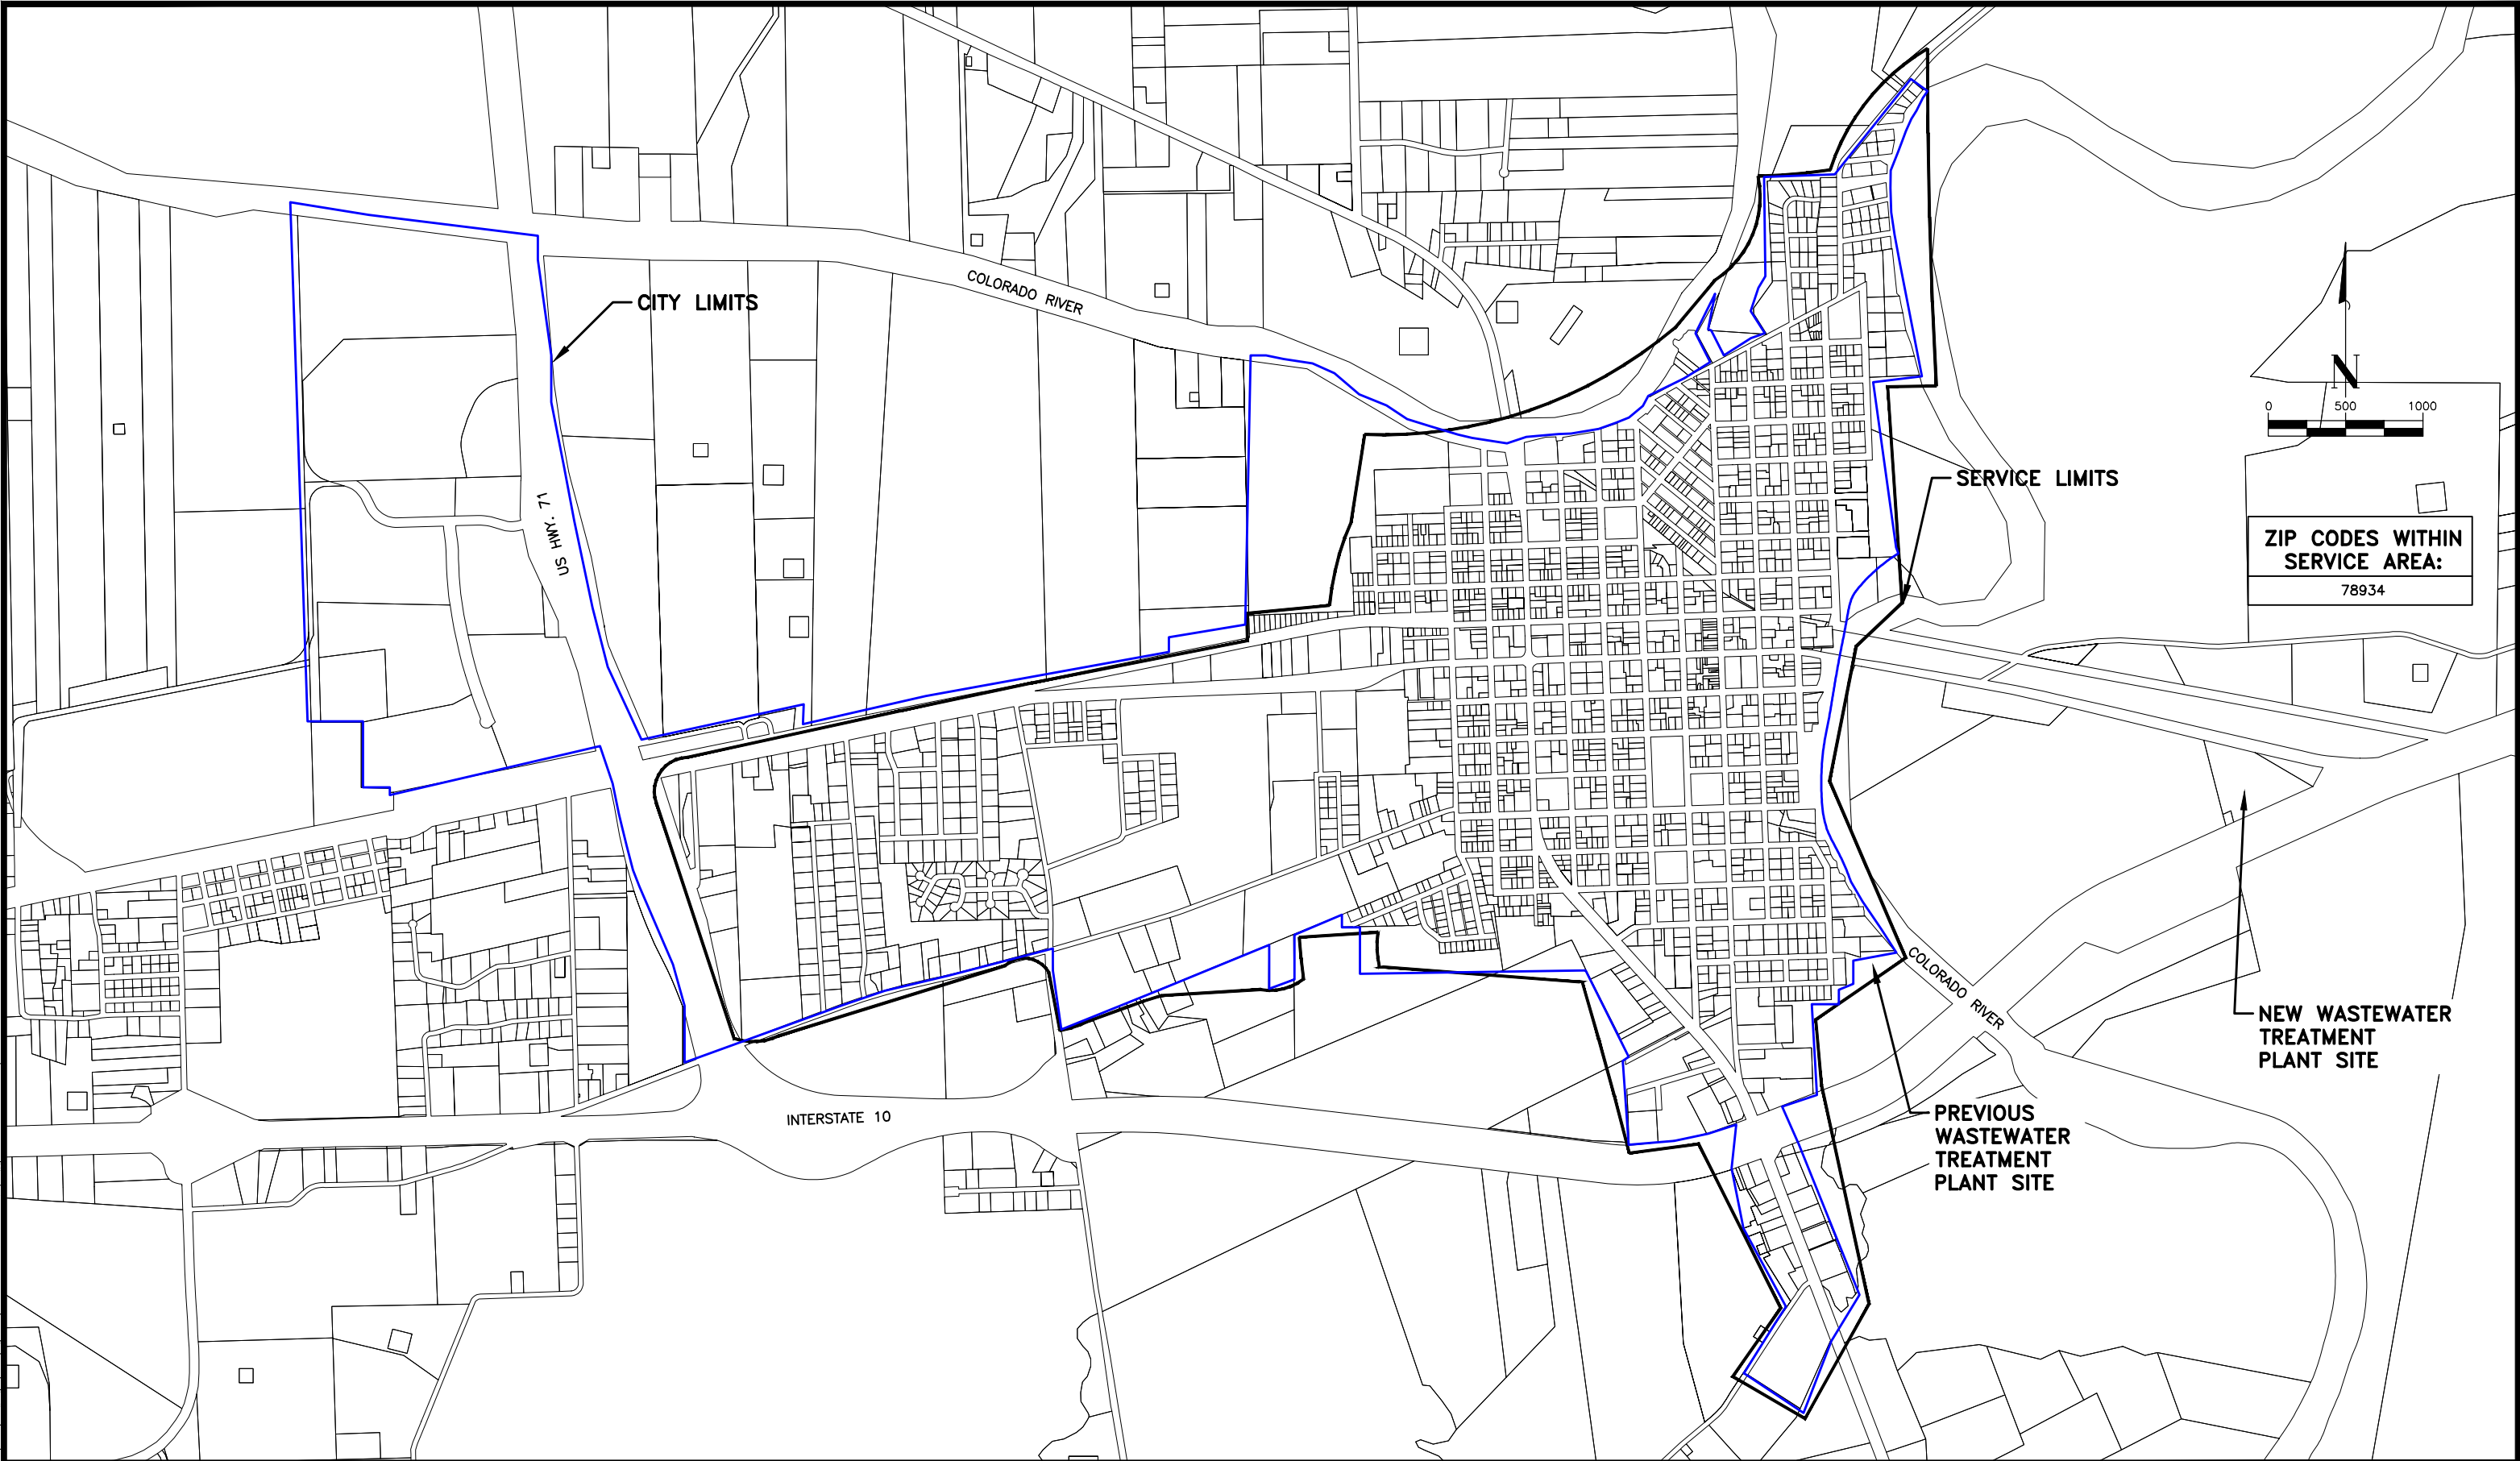 CITY LIMITS
COLORADO RIVER
US HWY. 71
N
0 500 1000
SERVICE LIMITS
ZIP CODES WITHIN
SERVICE AREA:
78934
COLORADO RIVER
NEW WASTEWATER
TREATMENT
PLANT SITE
INTERSTATE 10
PREVIOUS
WASTEWATER
TREATMENT
PLANT SITE